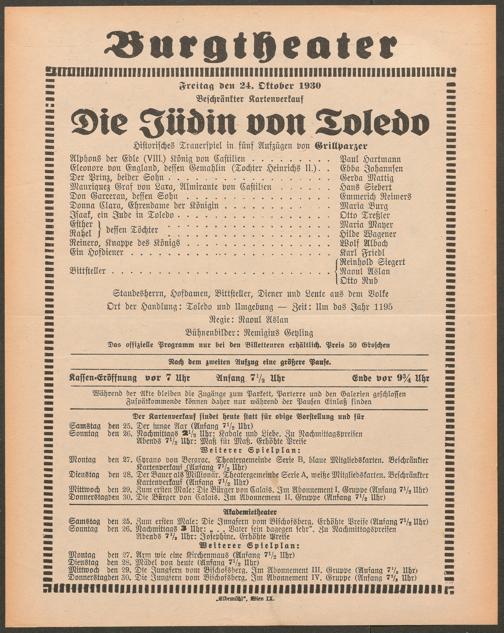 Burgtheater
Freitag den 24. Oktober 1930
Beschränkter Kartenverkauf
Die Jüdin von Toledo
Historisches Trauerspiel in fünf Aufzügen von Grillparzer
Alphons der Edle (VIII.) König von Castilien . . . . . . . . . . Paul Hartmann
Eleonore von England, dessen Gemahlin (Tochter Heinrichs II.) . . Ebba Johannsen
Der Prinz, beider Sohn . . . . . . . . . . Gerda Mattig
Manriquez Graf von Lara, Almirante von Castilien . . . . . . Hans Siebert
Don Garceran, dessen Sohn . . . . . . . . . . Emmerich Reimers
Donna Clara, Ehrendame der Königin . . . . . . . . . . Maria Burg
Isaak, ein Jude in Toledo . . . . . . . . . . Otto Treßler
Esther } dessen Töchter . . . . . . . . . . Maria Mayer
Rahel } Hilde Wagener
Reinero, Knappe des Königs . . . . . . . . . . Wolf Albach
Ein Hofdiener . . . . . . . . . . Karl Friedl
Bittsteller . . . . . . . . . . { Reinhold Siegert
Raoul Aslan
Otto Rub
Standesherrn, Hofdamen, Bittsteller, Diener und Leute aus dem Volke
Ort der Handlung: Toledo und Umgebung — Zeit: Um das Jahr 1195
Regie: Raoul Aslan
Bühnenbilder: Remigius Geyling
Das offizielle Programm nur bei den Billetteuren erhältlich. Preis 50 Groschen
Nach dem zweiten Aufzug eine größere Pause.
Kassen-Eröffnung vor 7 Uhr Anfang 7½ Uhr Ende vor 9¾ Uhr
Während der Akte bleiben die Zugänge zum Parkett, Parterre und den Galerien geschlossen
Zuspätkommende können daher nur während der Pausen Einlaß finden
Der Kartenverkauf findet heute statt für obige Vorstellung und für
Samstag den 25. Der junge Aar (Anfang 7½ Uhr)
Sonntag den 26. Nachmittags 2½ Uhr: Kabale und Liebe. Zu Nachmittagspreisen
Abends 7½ Uhr: Maß für Maß. Erhöhte Preise
Weiterer Spielplan:
Montag den 27. Cyrano von Bergerac. Theatergemeinde Serie B, blaue Mitgliedskarten. Beschränkter
Kartenverkauf (Anfang 7½ Uhr)
Dienstag den 28. Der Bauer als Millionär. Theatergemeinde Serie A, weiße Mitgliedskarten. Beschränkter
Kartenverkauf (Anfang 7½ Uhr)
Mittwoch den 29. Zum ersten Male: Die Bürger von Calais. Im Abonnement I. Gruppe (Anfang 7½ Uhr)
Donnerstag den 30. Die Bürger von Calais. Im Abonnement II. Gruppe (Anfang 7½ Uhr)
Akademietheater
Samstag den 25. Zum ersten Male: Die Jungfern vom Bischofsberg. Erhöhte Preise (Anfang 7½ Uhr)
Sonntag den 26. Nachmittags 3 Uhr: „. . . Vater sein dagegen sehr". Zu Nachmittagspreisen
Abends 7½ Uhr: Josephine. Erhöhte Preise
Weiterer Spielplan:
Montag den 27. Arm wie eine Kirchenmaus (Anfang 7½ Uhr)
Dienstag den 28. Mädel von heute (Anfang 7½ Uhr)
Mittwoch den 29. Die Jungfern vom Bischofsberg. Im Abonnement III. Gruppe (Anfang 7½ Uhr)
Donnerstag den 30. Die Jungfern vom Bischofsberg. Im Abonnement IV. Gruppe (Anfang 7½ Uhr)
„Elbemühl", Wien IX.